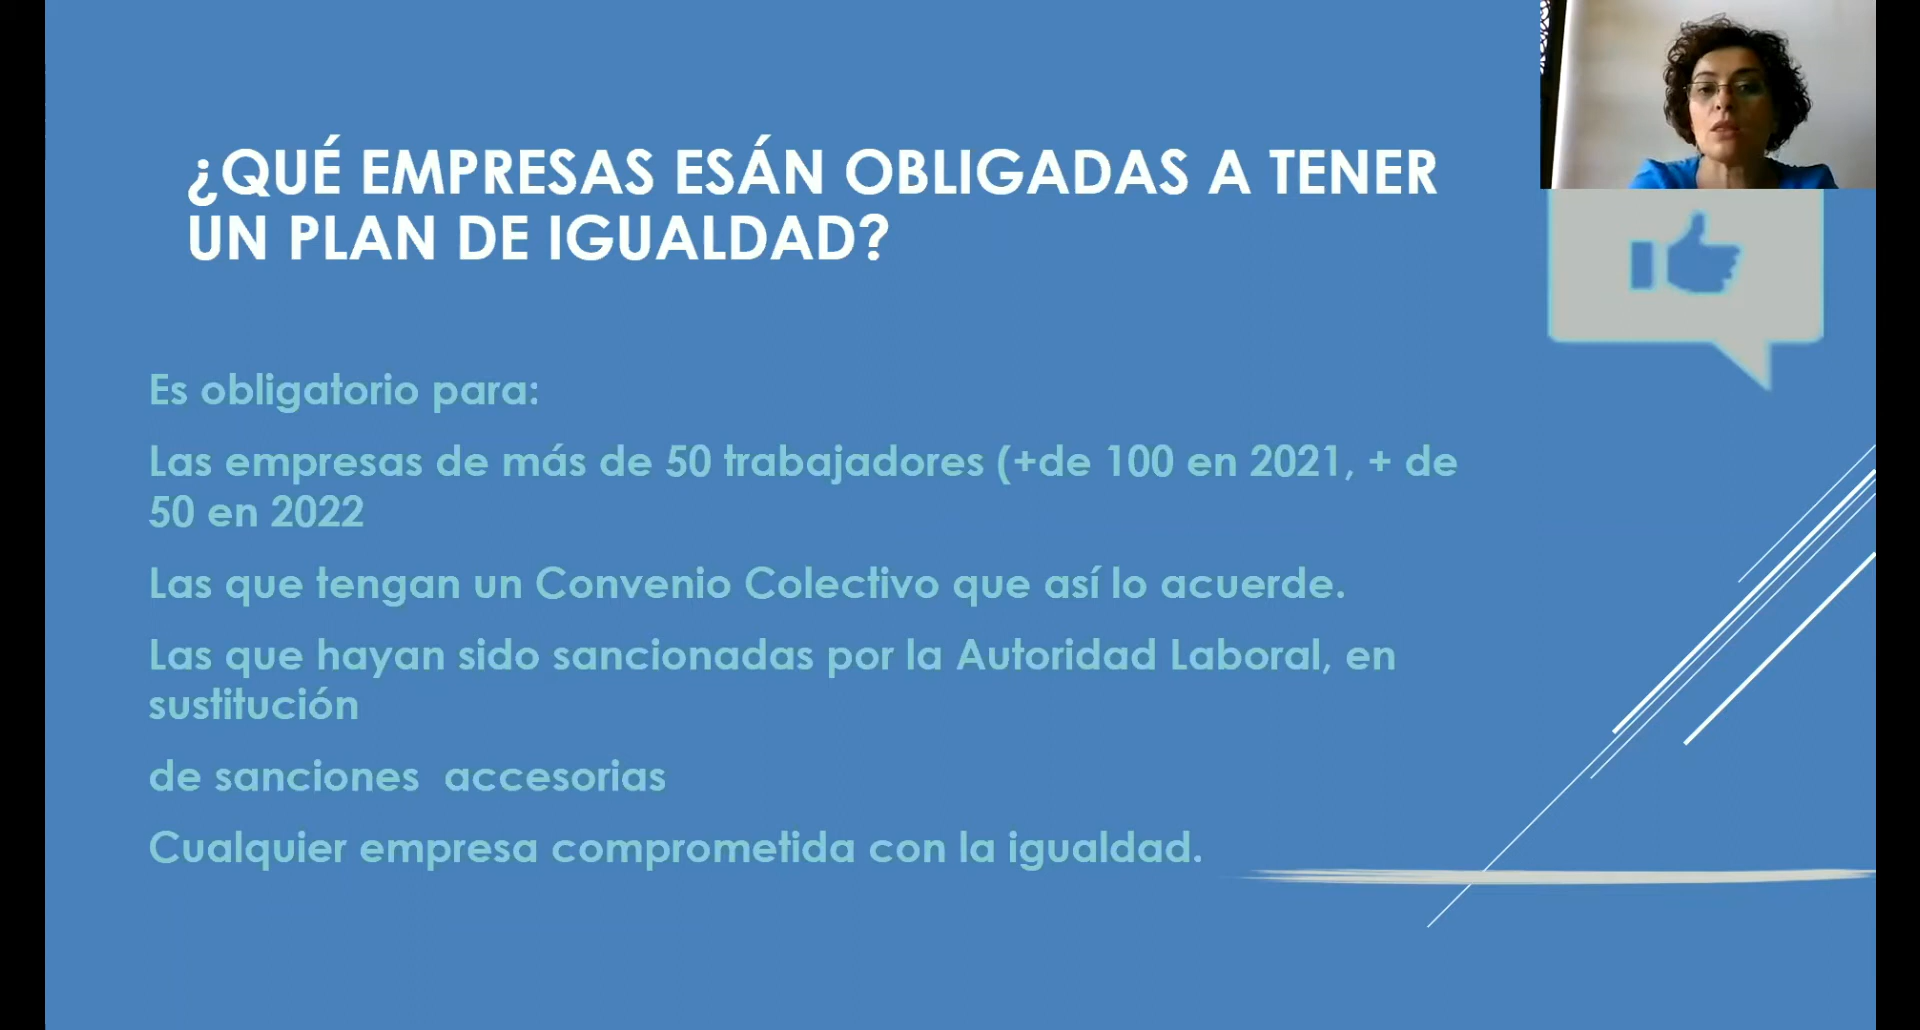 ¿QUÉ EMPRESAS ESÁN OBLIGADAS A TENER
UN PLAN DE IGUALDAD?
Es obligatorio para:
Las empresas de más de 50 trabajadores (+de 100 en 2021, + de
50 en 2022
Las que tengan un Convenio Colectivo que así lo acuerde.
Las que hayan sido sancionadas por la Autoridad Laboral, en
sustitución
de sanciones  accesorias
Cualquier empresa comprometida con la igualdad.